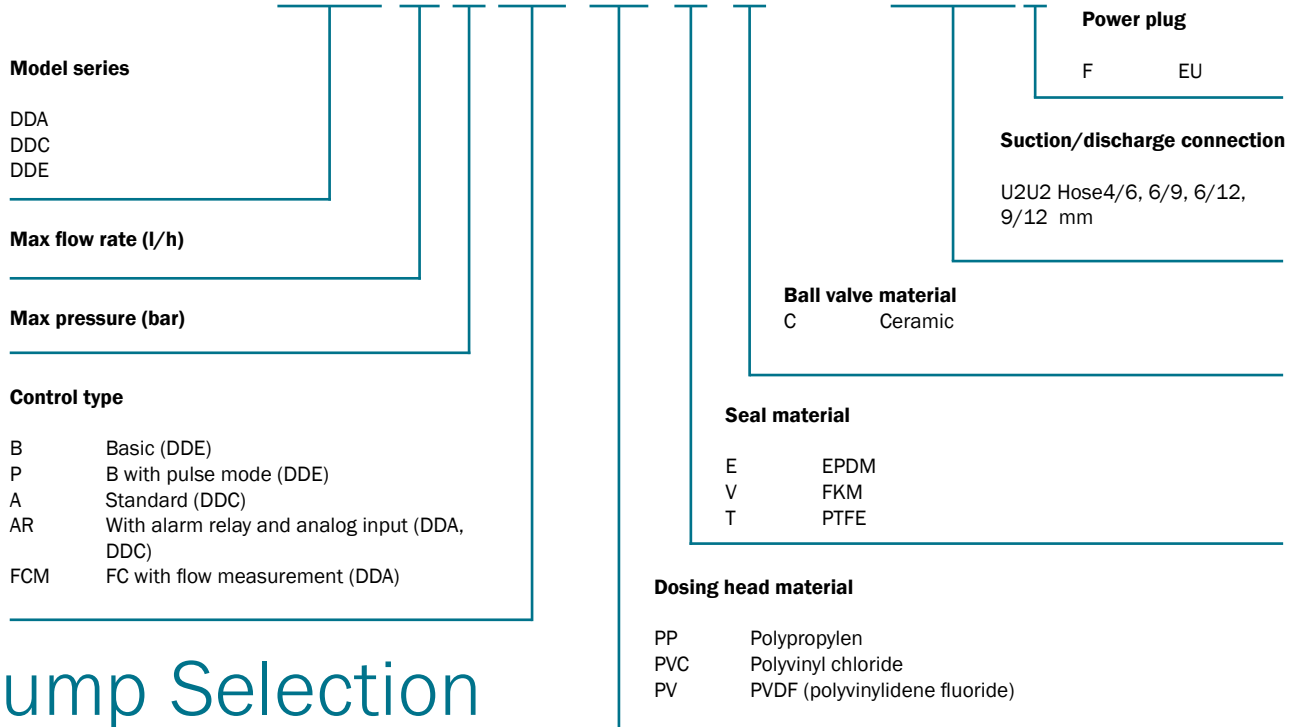 Model series
DDA
DDC
DDE
Max flow rate (l/h)
Max pressure (bar)
Control type
B Basic (DDE)
P B with pulse mode (DDE)
A Standard (DDC)
AR With alarm relay and analog input (DDA,
DDC)
FCM FC with flow measurement (DDA)
ump Selection
Power plug
F EU
Suction/discharge connection
U2U2 Hose4/6, 6/9, 6/12,
9/12 mm
Ball valve material
C Ceramic
Seal material
E EPDM
V FKM
T PTFE
Dosing head material
PP Polypropylen
PVC Polyvinyl chloride
PV PVDF (polyvinylidene fluoride)